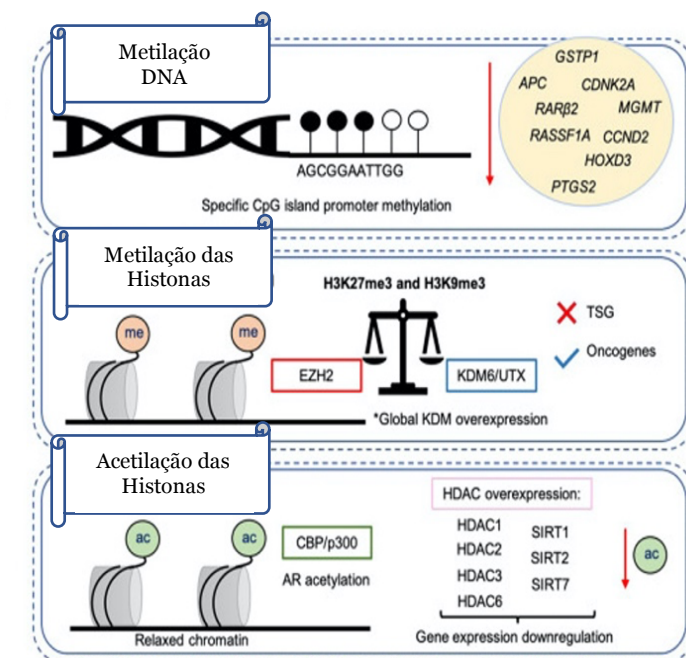 Metilação
DNA
AGCGGAATTGG
Specific CpG island promoter methylation
GSTP1
APC CDNK2A
RARβ2 MGMT
RASSF1A CCND2
HOXD3
PTGS2
Metilação das
Histonas
me me
H3K27me3 and H3K9me3
EZH2
KDM6/UTX
*Global KDM overexpression
TSG
Oncogenes
Acetilação das
Histonas
ac ac
CBP/p300
AR acetylation
Relaxed chromatin
HDAC overexpression:
HDAC1
HDAC2
HDAC3
HDAC6
SIRT1
SIRT2
SIRT7
ac
Gene expression downregulation